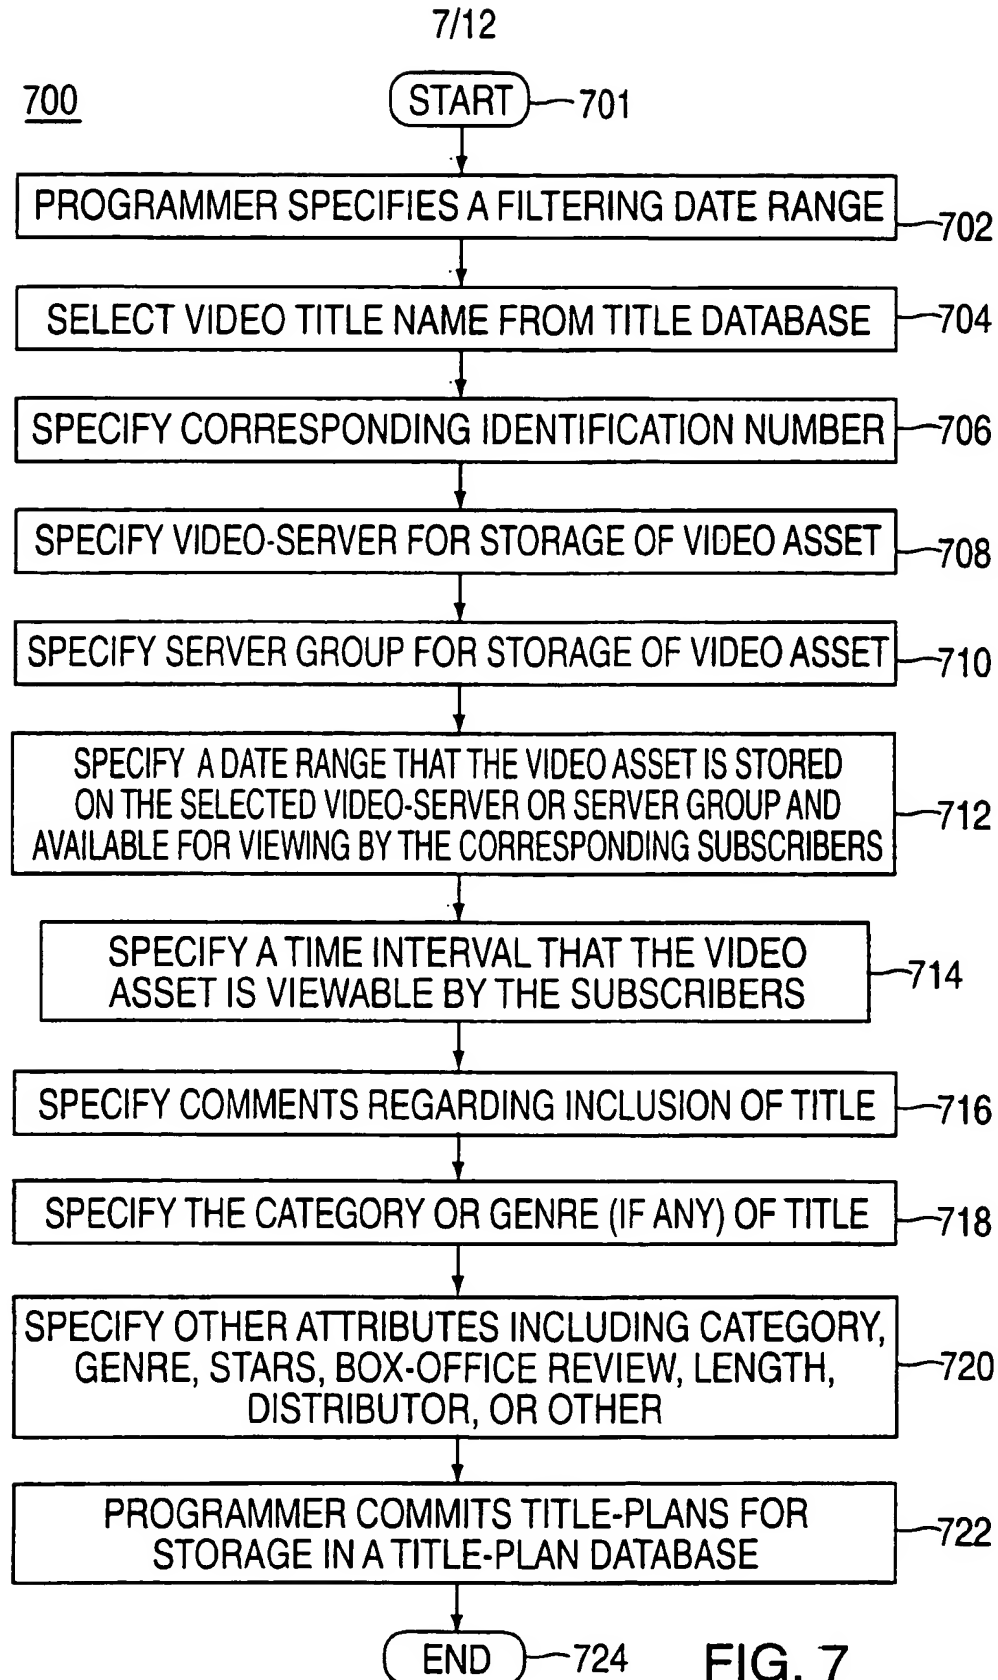 7/12
700
START 701
PROGRAMMER SPECIFIES A FILTERING DATE RANGE 702
SELECT VIDEO TITLE NAME FROM TITLE DATABASE 704
SPECIFY CORRESPONDING IDENTIFICATION NUMBER 706
SPECIFY VIDEO-SERVER FOR STORAGE OF VIDEO ASSET 708
SPECIFY SERVER GROUP FOR STORAGE OF VIDEO ASSET 710
SPECIFY A DATE RANGE THAT THE VIDEO ASSET IS STORED
ON THE SELECTED VIDEO-SERVER OR SERVER GROUP AND
AVAILABLE FOR VIEWING BY THE CORRESPONDING SUBSCRIBERS
712
SPECIFY A TIME INTERVAL THAT THE VIDEO
ASSET IS VIEWABLE BY THE SUBSCRIBERS
714
SPECIFY COMMENTS REGARDING INCLUSION OF TITLE 716
SPECIFY THE CATEGORY OR GENRE (IF ANY) OF TITLE 718
SPECIFY OTHER ATTRIBUTES INCLUDING CATEGORY,
GENRE, STARS, BOX-OFFICE REVIEW, LENGTH,
DISTRIBUTOR, OR OTHER
720
PROGRAMMER COMMITS TITLE-PLANS FOR
STORAGE IN A TITLE-PLAN DATABASE
722
END 724
FIG. 7